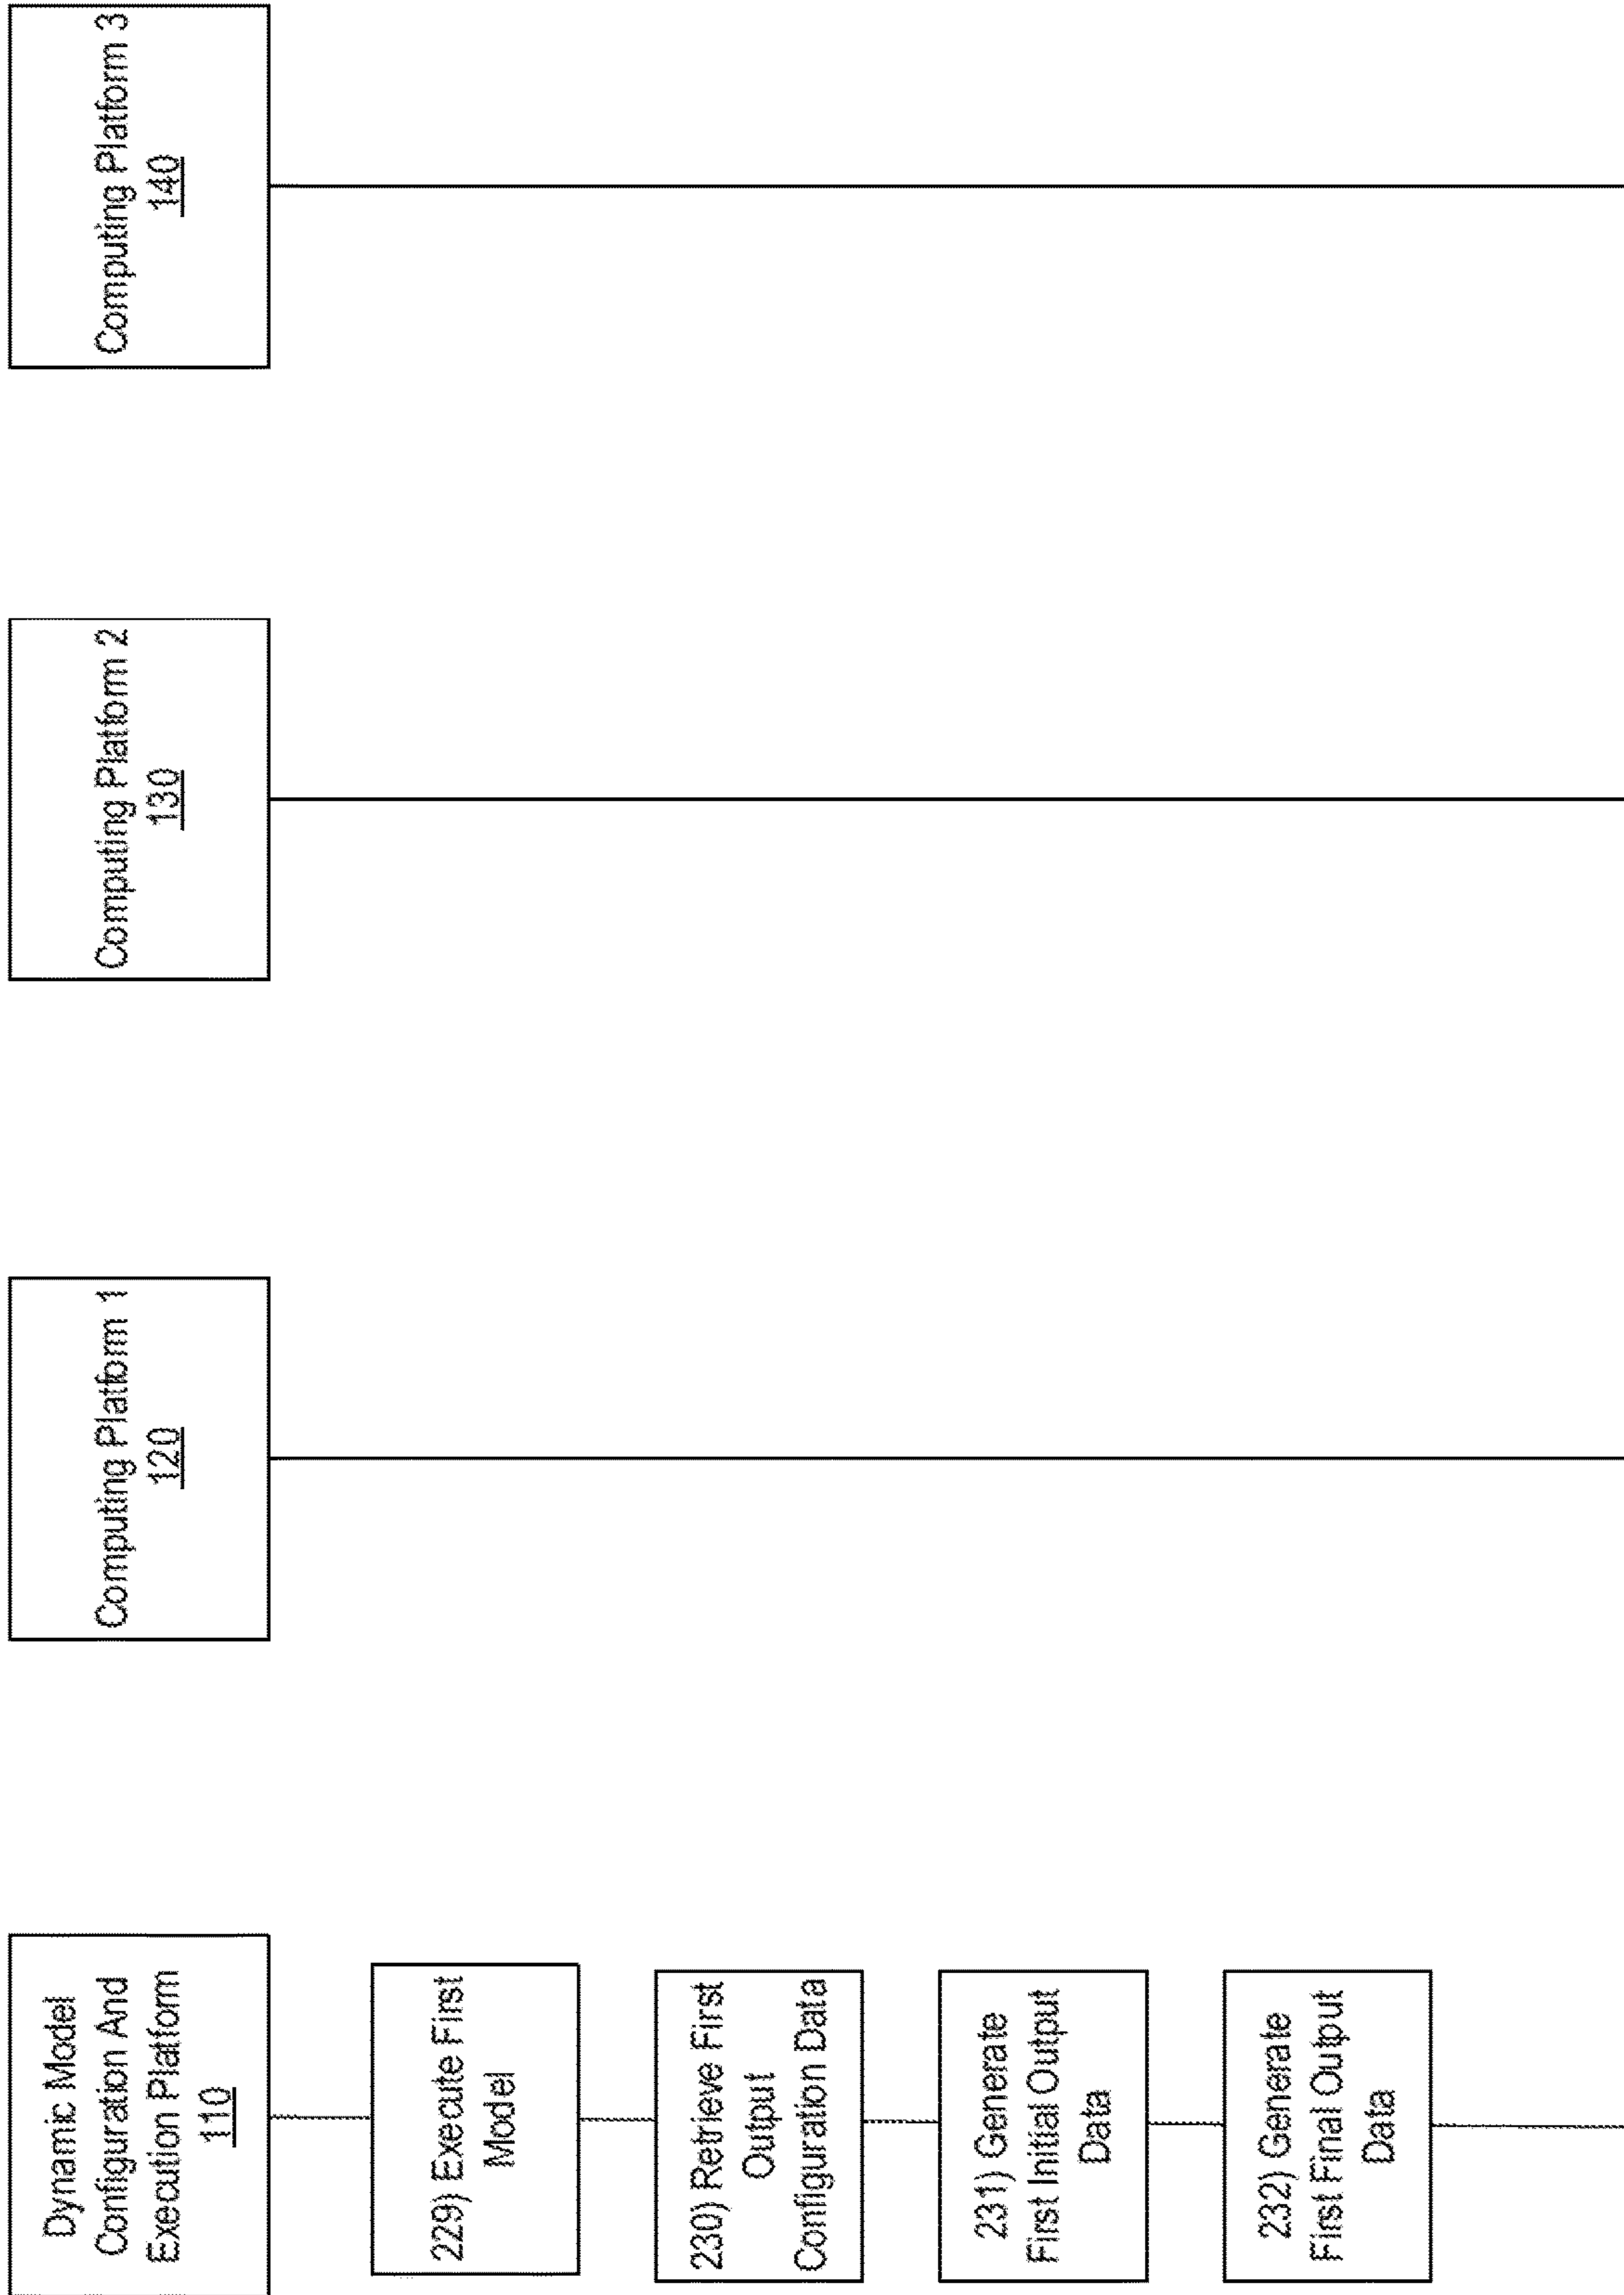 Dynamic Model
Configuration And
Execution Platform
110
Computing Platform 1
120
Computing Platform 2
130
Computing Platform 3
140
229) Execute First
Model
230) Retrieve First
Output
Configuration Data
231) Generate
First Initial Output
Data
232) Generate
First Final Output
Data